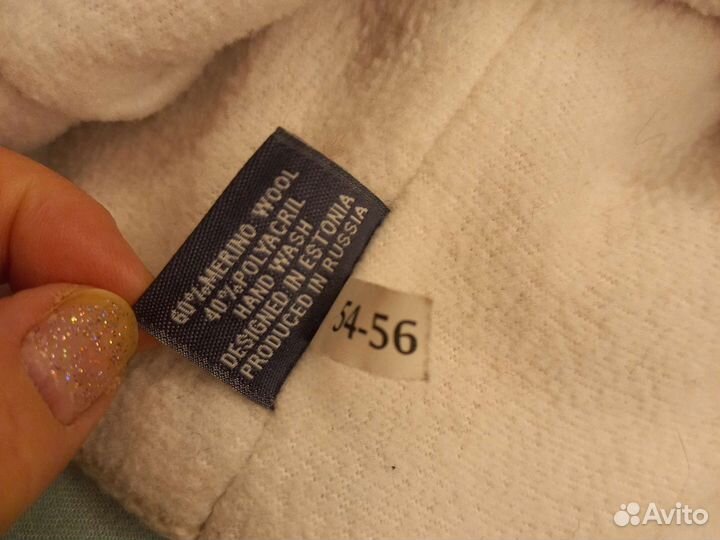 60%MERINO WOOL
40%POLYACRIL
HAND WASH
DESIGNED IN ESTONIA
PRODUCED IN RUSSIA
54-56
Avito